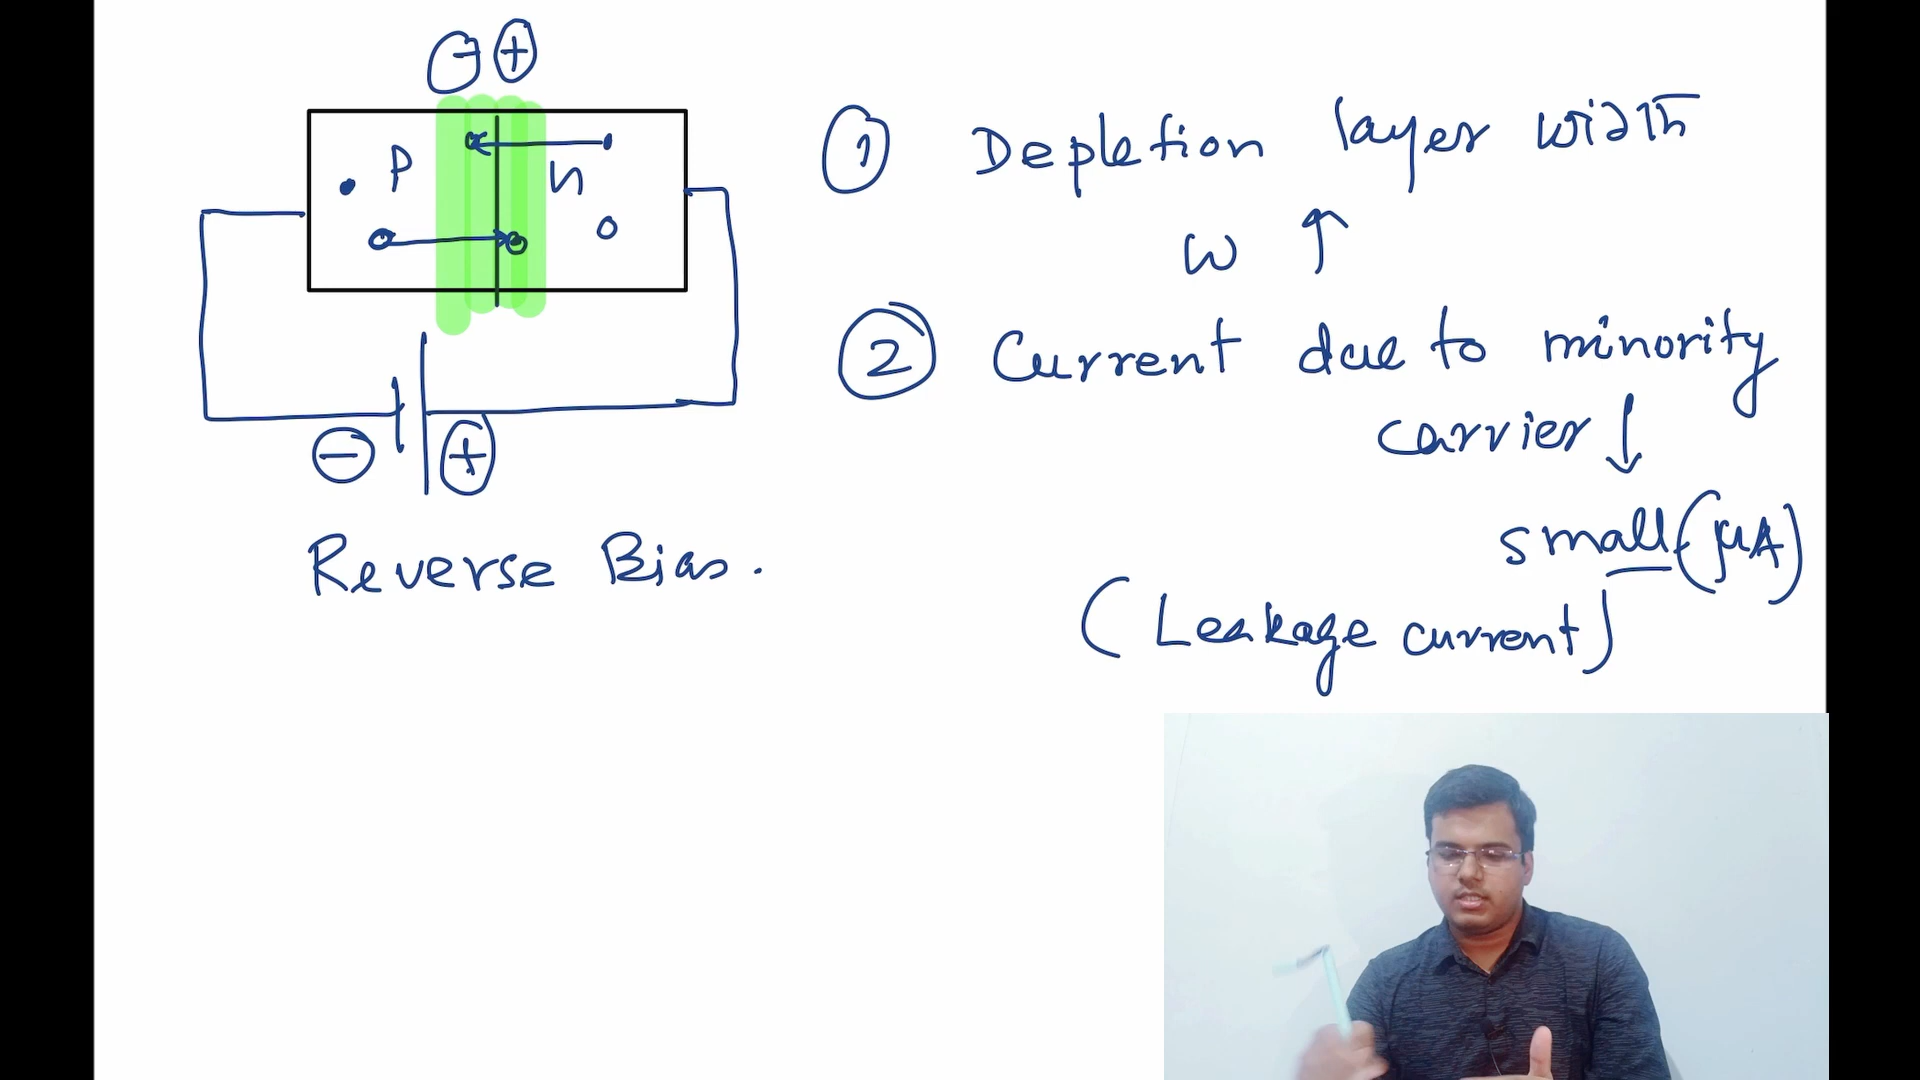 ⊖ ⊕
P n
⊖ ⊕
Reverse Bias.
① Depletion layer width
W ↑
② Current due to minority
carrier ↓
small (μA)
(Leakage current)